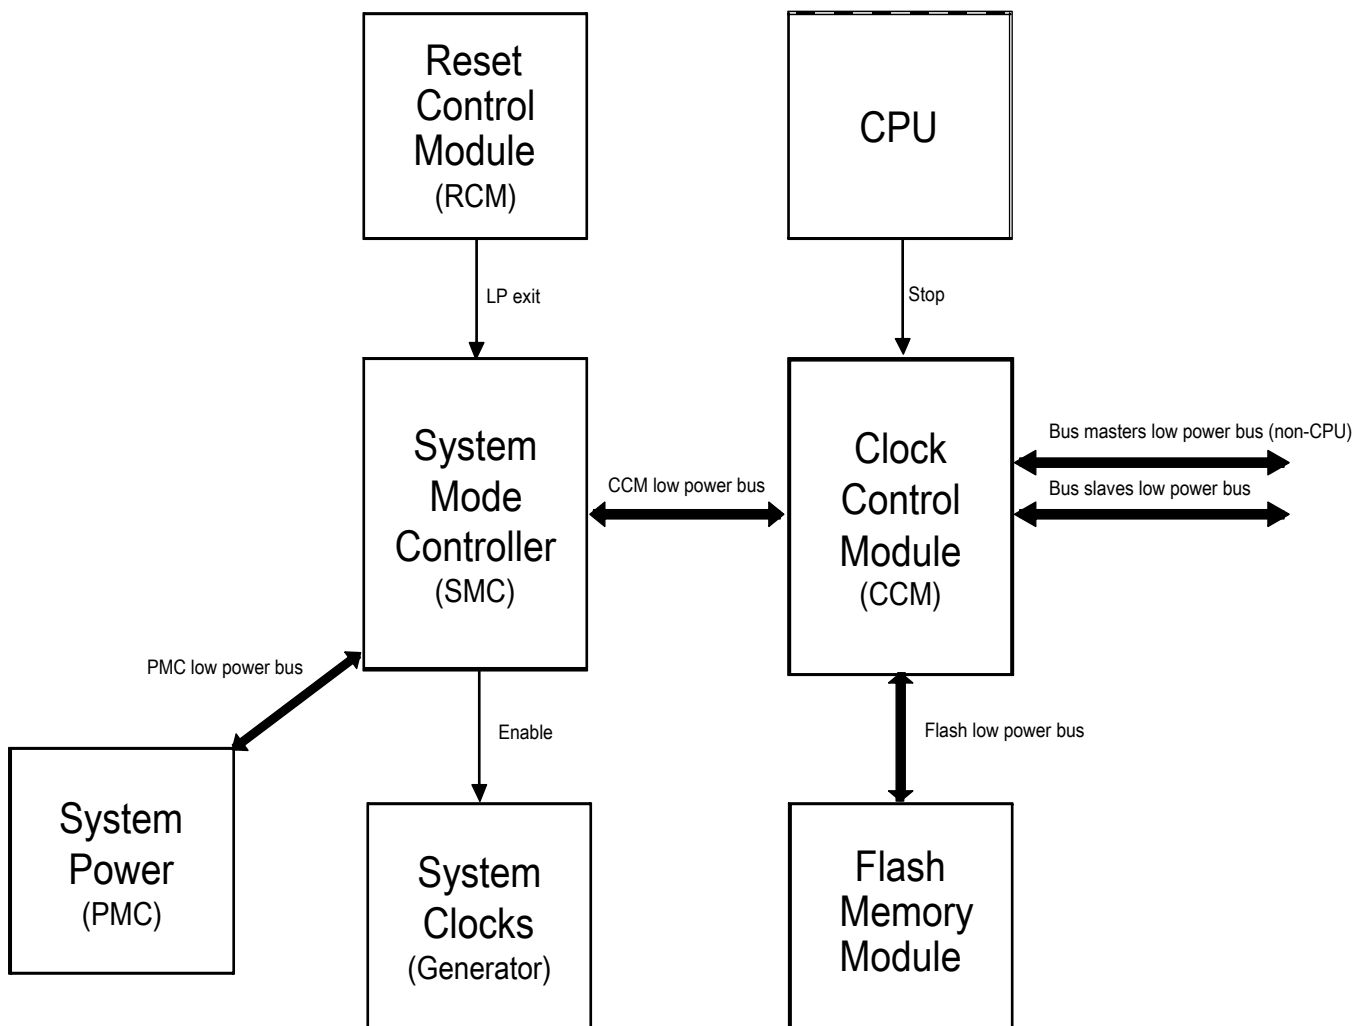 Reset
Control
Module
(RCM)
CPU
LP exit
Stop
System
Mode
Controller
(SMC)
CCM low power bus
Clock
Control
Module
(CCM)
Bus masters low power bus (non-CPU)
Bus slaves low power bus
PMC low power bus
Enable
Flash low power bus
System
Power
(PMC)
System
Clocks
(Generator)
Flash
Memory
Module